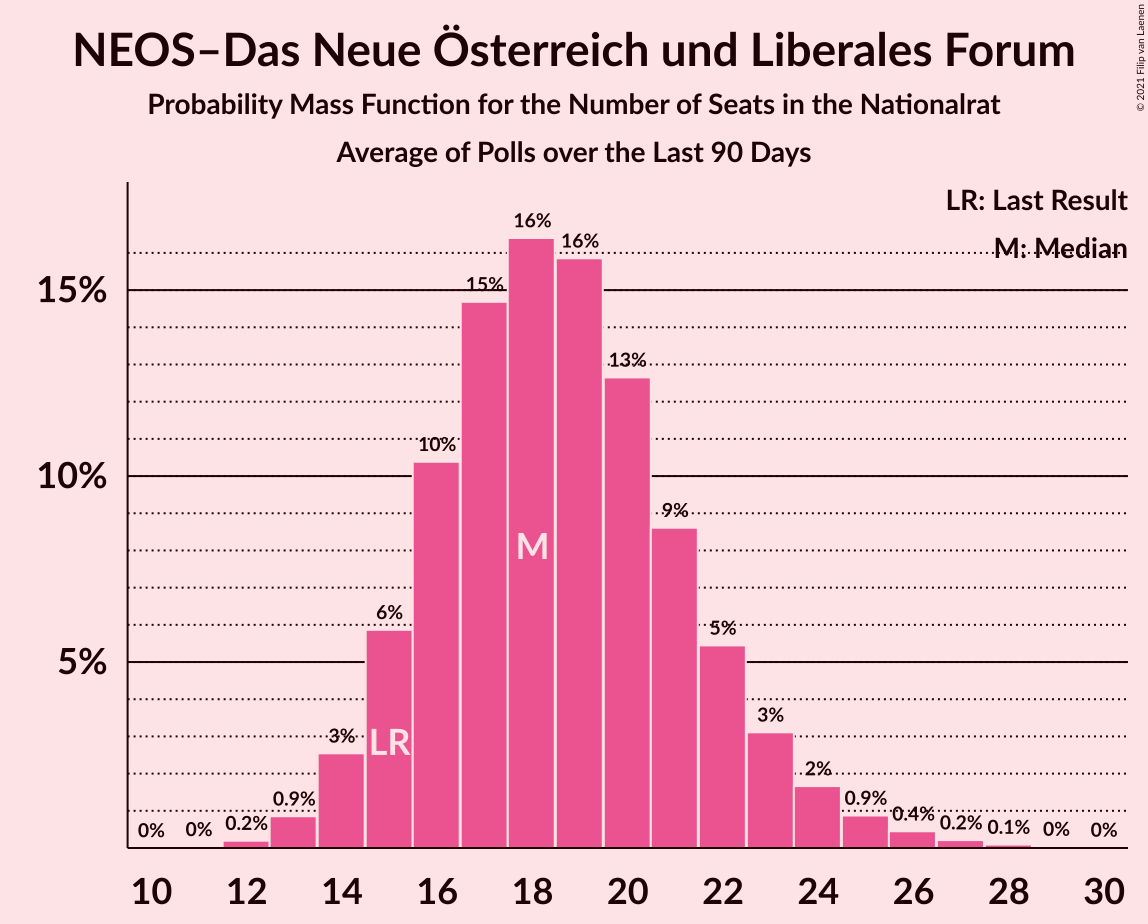 NEOS–Das Neue Österreich und Liberales Forum
Probability Mass Function for the Number of Seats in the Nationalrat
Average of Polls over the Last 90 Days
© 2021 Filip van Laenen
LR: Last Result
M: Median
15%
10%
5%
0%
0%
0.2%
0.9%
3%
6%
10%
15%
16%
16%
13%
9%
5%
3%
2%
0.9%
0.4%
0.2%
0.1%
0%
0%
LR
M
10 12 14 16 18 20 22 24 26 28 30